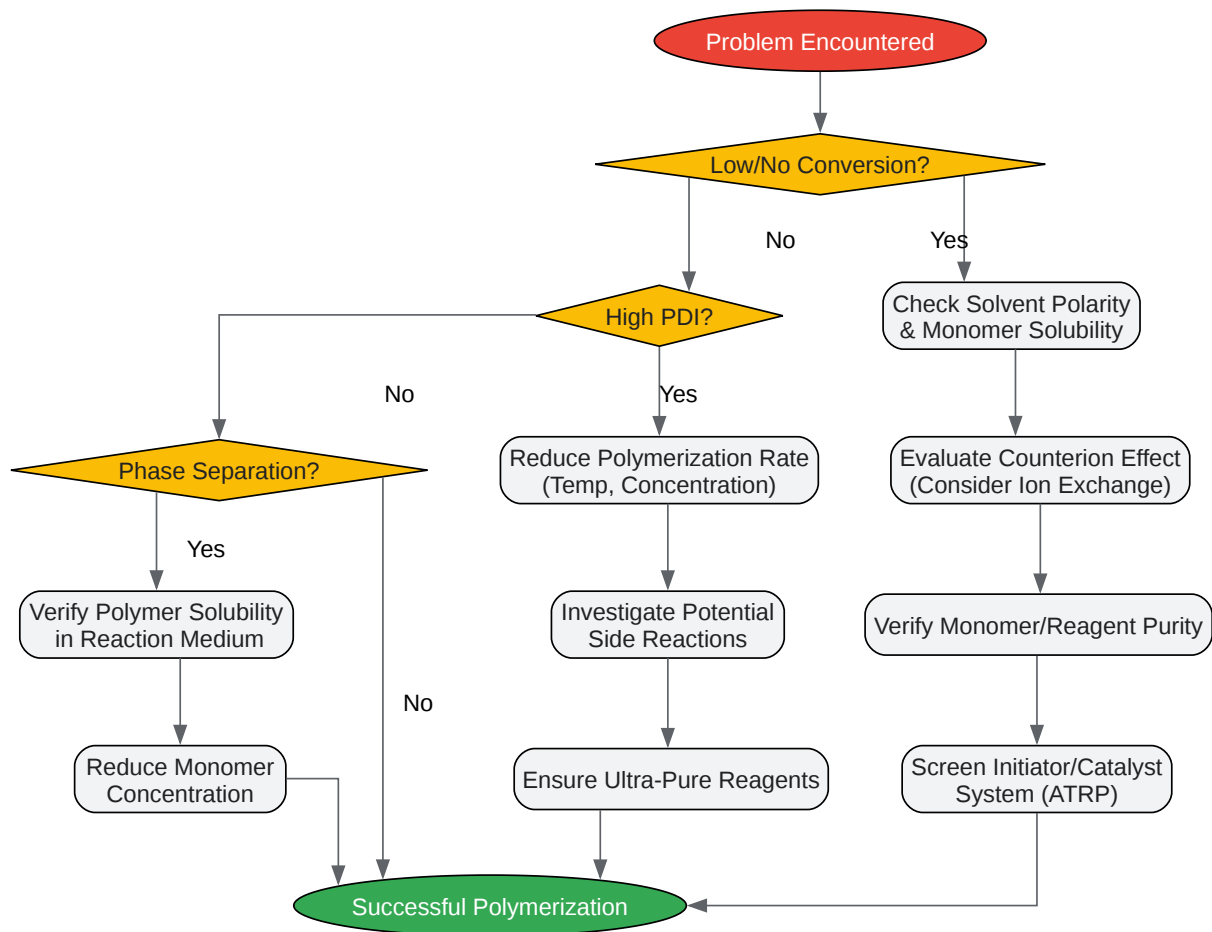 Problem Encountered
Low/No Conversion?
No
Yes
Check Solvent Polarity
& Monomer Solubility
High PDI?
No
Yes
Phase Separation?
Reduce Polymerization Rate
(Temp, Concentration)
Evaluate Counterion Effect
(Consider Ion Exchange)
Yes
Verify Polymer Solubility
in Reaction Medium
Investigate Potential
Side Reactions
Verify Monomer/Reagent Purity
No
Reduce Monomer
Concentration
Ensure Ultra-Pure Reagents
Screen Initiator/Catalyst
System (ATRP)
Successful Polymerization